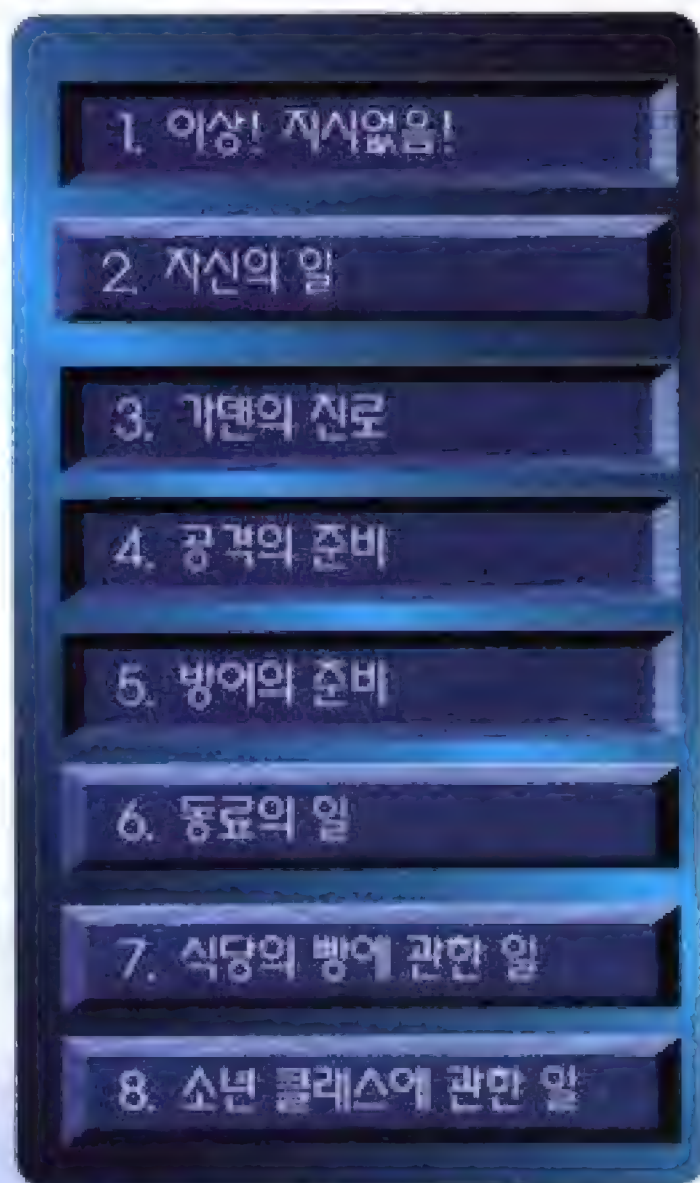 1. 이상! 지시없음!
2. 자신의 일
3. 가덴의 진로
4. 공격의 준비
5. 방어의 준비
6. 동료의 일
7. 식당의 빵에 관한 일
8. 소년 클래스에 관한 일